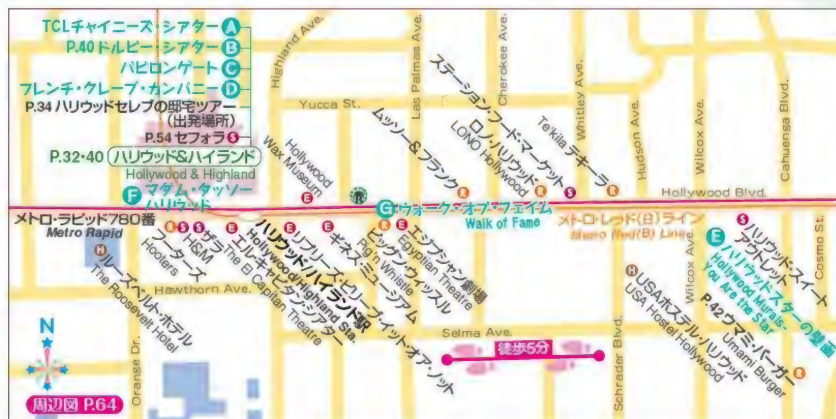 TCLチャイニーズ・シアター A
P.40 ドルビー・シアター B
バビロンゲート C
フレンチ・クレープ・カンパニー D
P.34 ハリウッドセレブの邸宅ツアー
(出発場所)
P.54 セフォラ S
P.32・40 ハリウッド&ハイランド
Hollywood & Highland
F マダム・タッソー
ハリウッド
メトロ・ラピッド780番
Metro Rapid
Highland Ave.
Yucca St.
Las Palmas Ave.
Cherokee Ave.
Whitley Ave.
Hudson Ave.
Wilcox Ave.
Cahuenga Blvd.
Hollywood
Wax Museum
E
ムッソー&フランク R
ロノ・ハリウッド
LONO Hollywood R
ステーション・フード・マーケット S
Te'kila テキーラ R
Hollywood Blvd.
G ウォーク・オブ・フェイム
Walk of Fame
メトロ・レッド(B)ライン
Metro Red(B) Line
H ルーズベルト・ホテル
The Roosevelt Hotel
R フーターズ
Hooters
S H&M
S ザラ
E エルキャピタンシアター
The El Capitan Theatre
ハリウッド/ハイランド駅
Hollywood/Highland Sta.
E リプリーズ・ビリーブ・イット・オア・ノット
E ギネスミュージアム
R ピッグンウィッスル
Pig'n Whistle
E エジプシャン劇場
Egyptian Theatre
S ハリウッド・スイート
アウトレット
E ハリウッドスターの壁画
Hollywood Murals-
You Are the Star
H USAホステル・ハリウッド
USA Hostel Hollywood
P.42 ウマミ・バーガー
Umami Burger R
Wilcox Ave.
Cosmo St.
Hawthorn Ave.
Selma Ave.
Orange Dr.
Schrader Blvd.
徒歩5分
N
周辺図 P.64